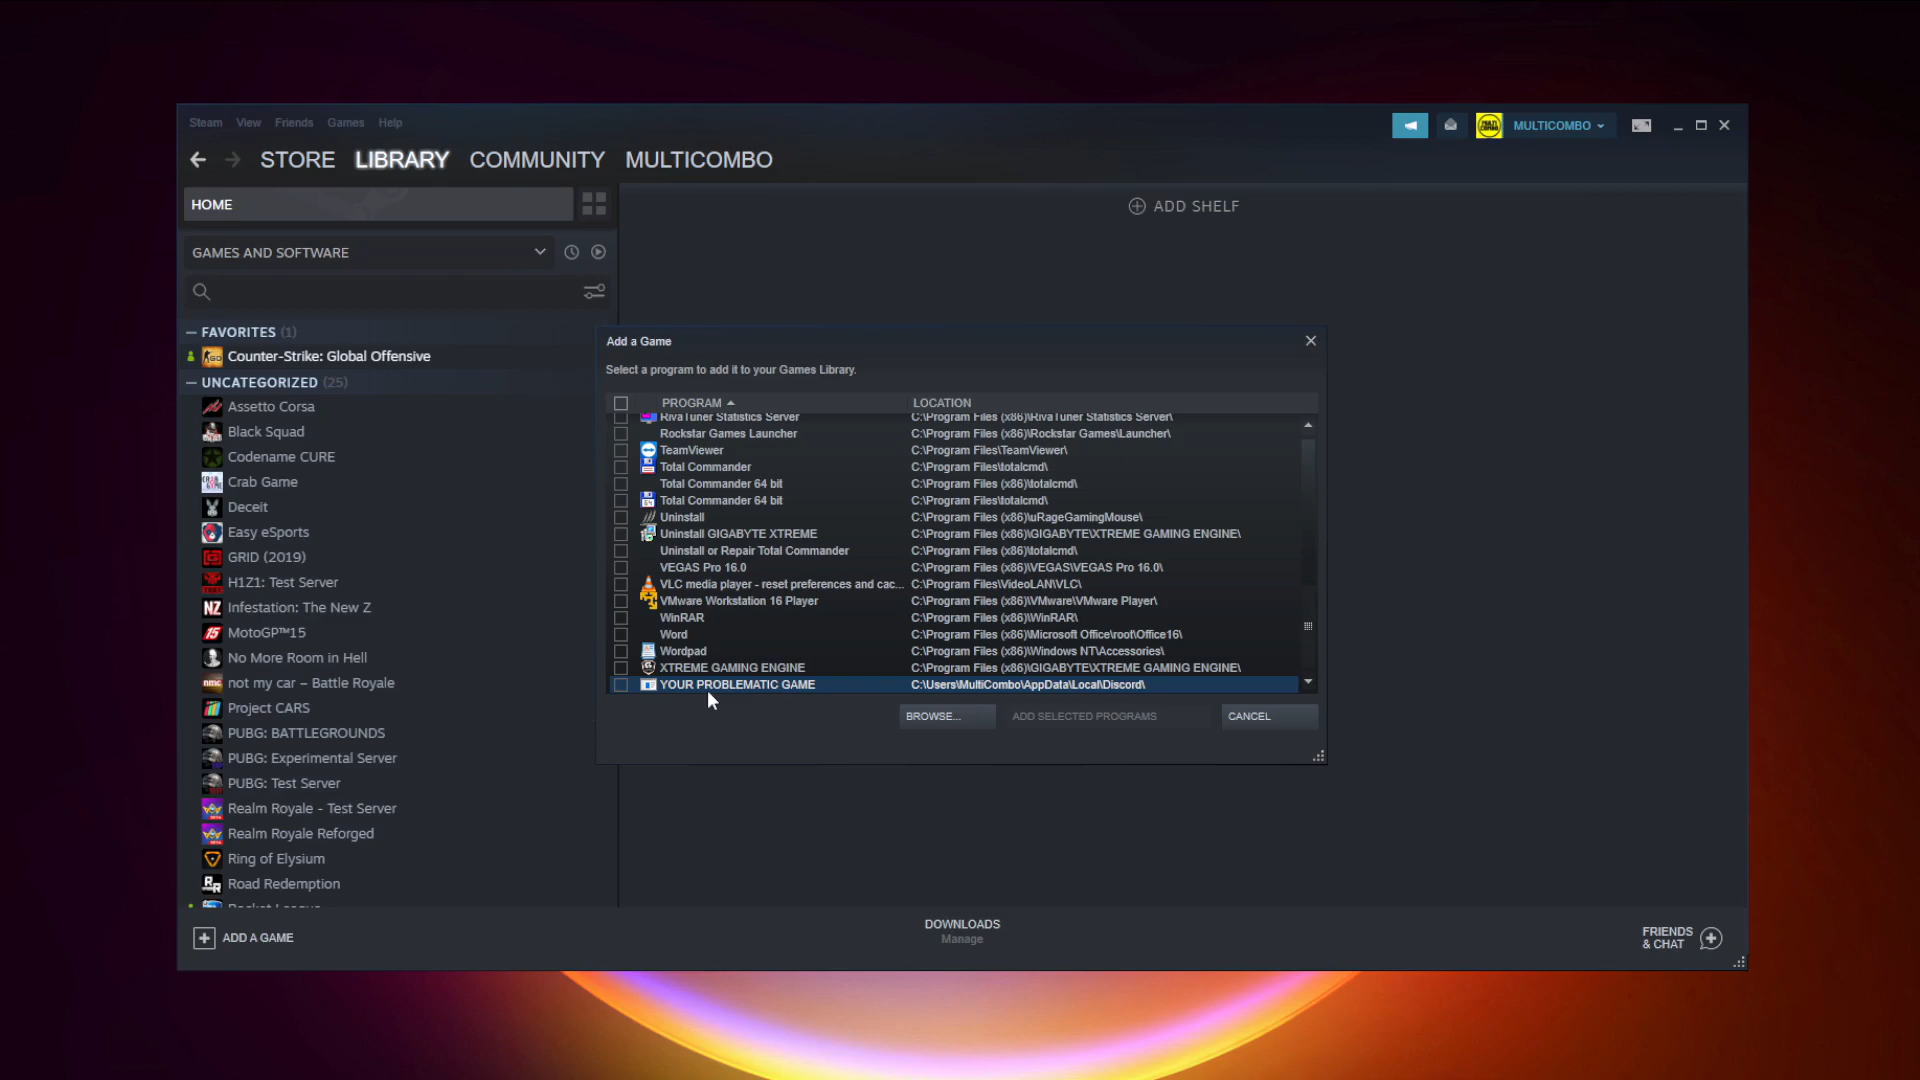 Steam View Friends Games Help
MULTICOMBO
STORE LIBRARY COMMUNITY MULTICOMBO
HOME
ADD SHELF
GAMES AND SOFTWARE
FAVORITES (1)
Counter-Strike: Global Offensive
UNCATEGORIZED (25)
Assetto Corsa
Black Squad
Codename CURE
Crab Game
Deceit
Easy eSports
GRID (2019)
H1Z1: Test Server
Infestation: The New Z
MotoGP™15
No More Room in Hell
not my car – Battle Royale
Project CARS
PUBG: BATTLEGROUNDS
PUBG: Experimental Server
PUBG: Test Server
Realm Royale - Test Server
Realm Royale Reforged
Ring of Elysium
Road Redemption
Rocket League
Add a Game
Select a program to add it to your Games Library.
PROGRAM LOCATION
RivaTuner Statistics Server C:\Program Files (x86)\RivaTuner Statistics Server\
Rockstar Games Launcher C:\Program Files (x86)\Rockstar Games\Launcher\
TeamViewer C:\Program Files\TeamViewer\
Total Commander C:\Program Files\totalcmd\
Total Commander 64 bit C:\Program Files (x86)\totalcmd\
Total Commander 64 bit C:\Program Files\totalcmd\
Uninstall C:\Program Files (x86)\uRageGamingMouse\
Uninstall GIGABYTE XTREME C:\Program Files (x86)\GIGABYTE\XTREME GAMING ENGINE\
Uninstall or Repair Total Commander C:\Program Files (x86)\totalcmd\
VEGAS Pro 16.0 C:\Program Files (x86)\VEGAS\VEGAS Pro 16.0\
VLC media player - reset preferences and cac... C:\Program Files\VideoLAN\VLC\
VMware Workstation 16 Player C:\Program Files (x86)\VMware\VMware Player\
WinRAR C:\Program Files (x86)\WinRAR\
Word C:\Program Files (x86)\Microsoft Office\root\Office16\
Wordpad C:\Program Files (x86)\Windows NT\Accessories\
XTREME GAMING ENGINE C:\Program Files (x86)\GIGABYTE\XTREME GAMING ENGINE\
YOUR PROBLEMATIC GAME C:\Users\MultiCombo\AppData\Local\Discord\
BROWSE... ADD SELECTED PROGRAMS CANCEL
ADD A GAME
DOWNLOADS
Manage
FRIENDS
& CHAT